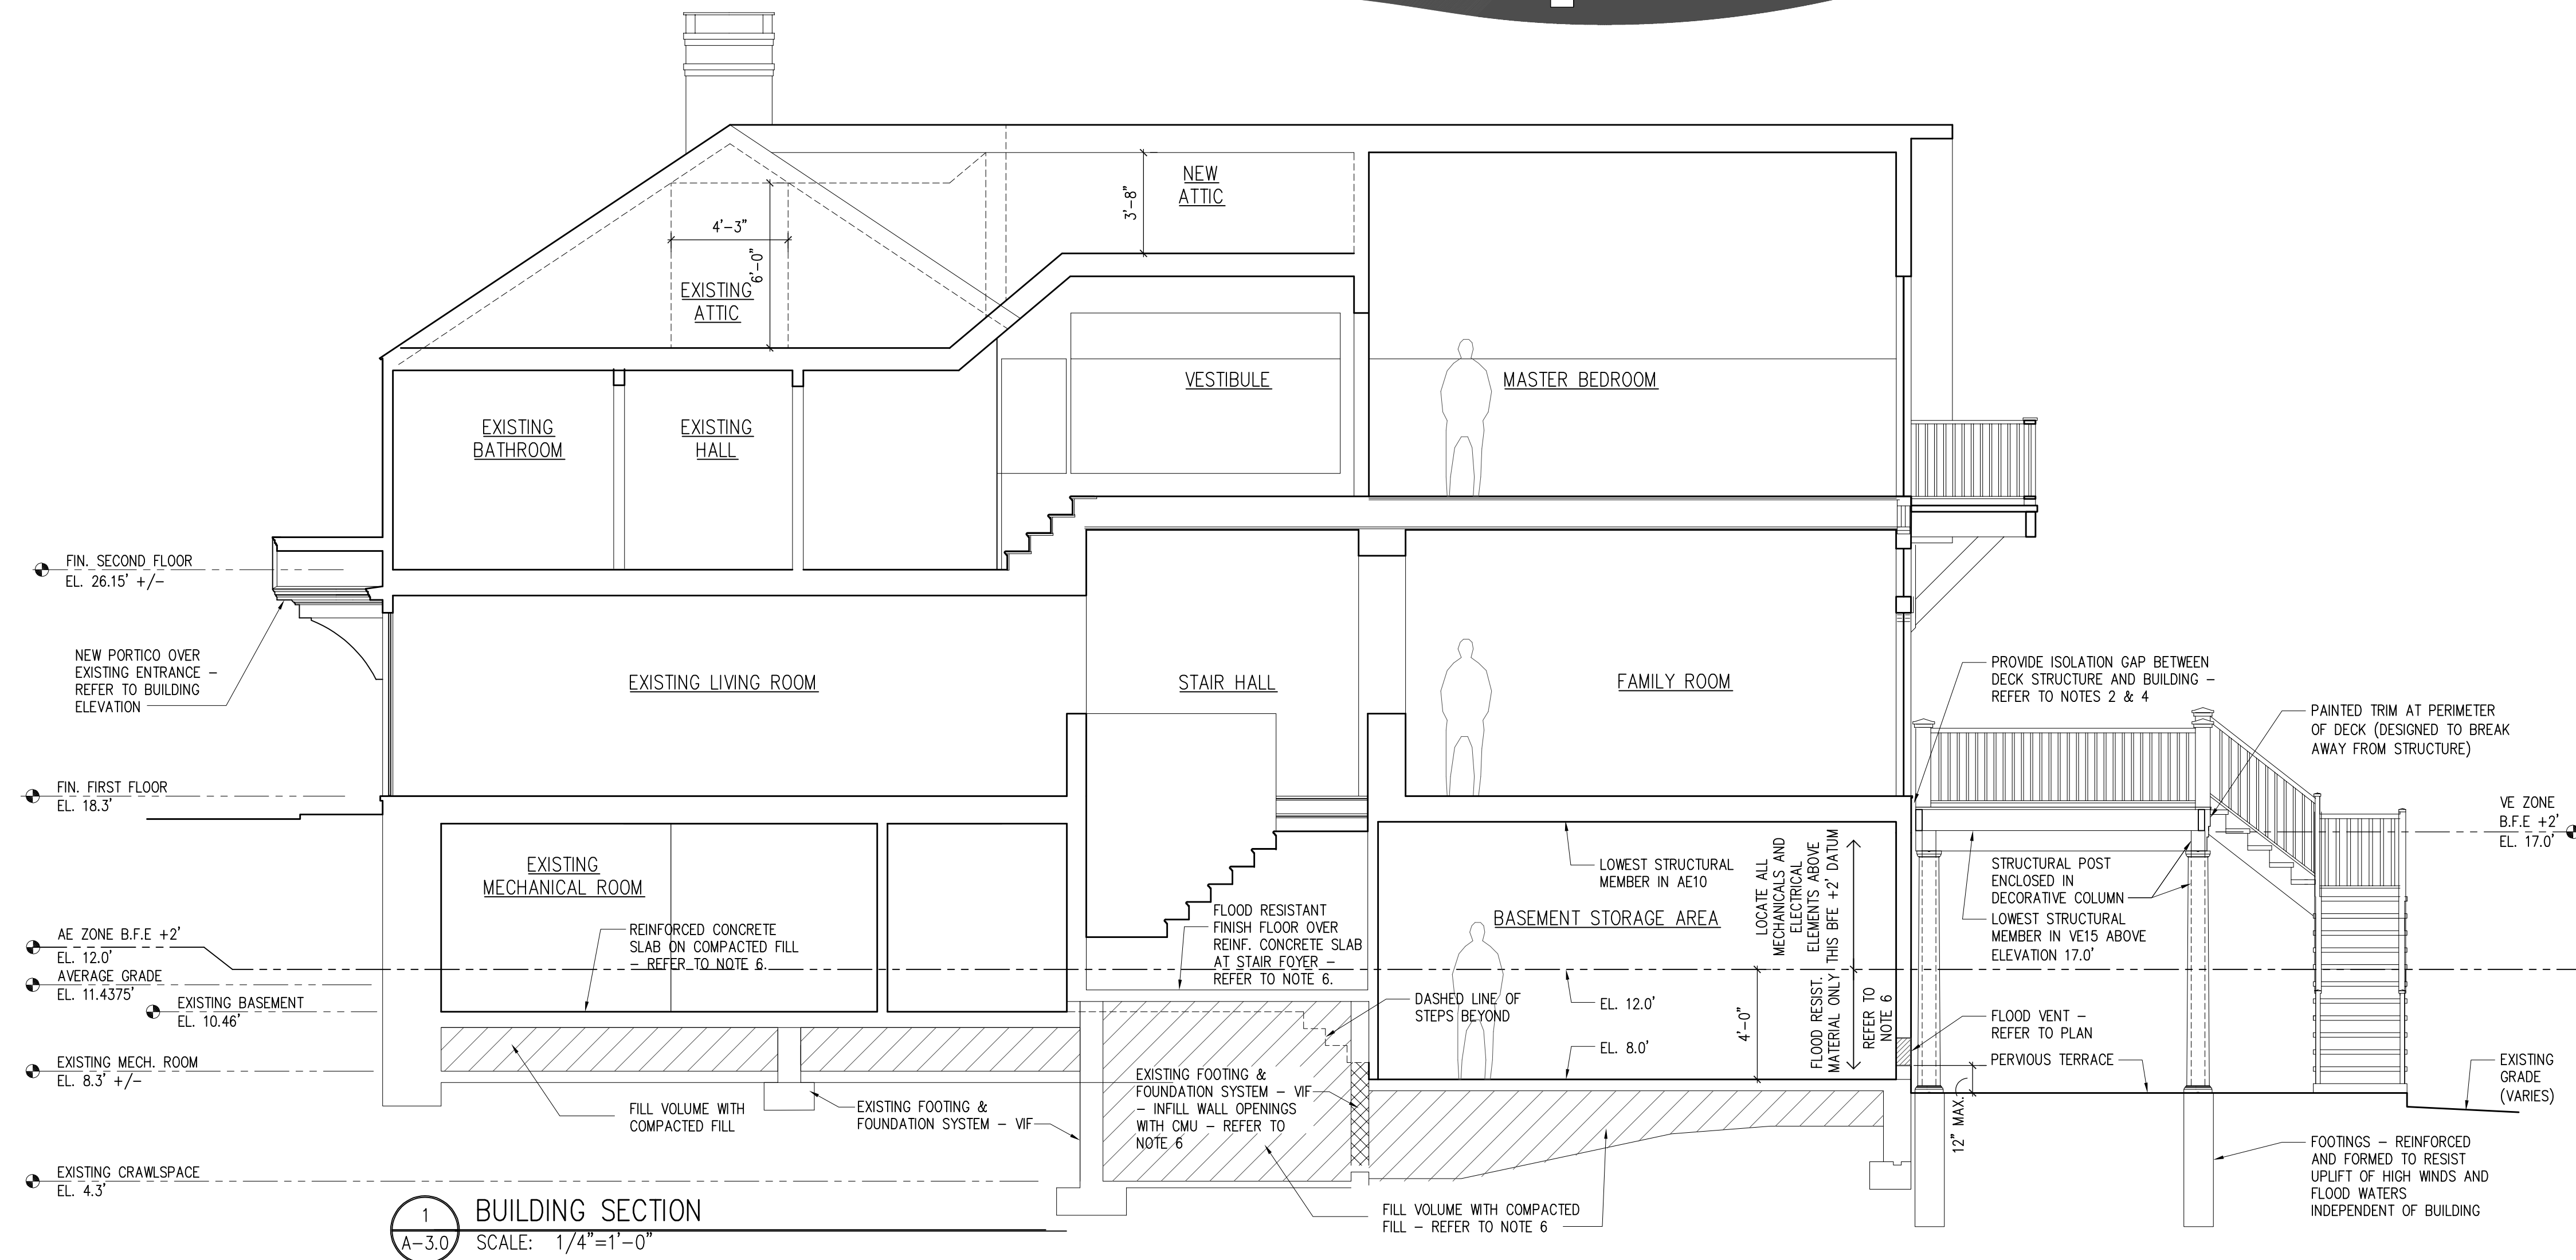 NEW
ATTIC
3'-8"
4'-3"
6'-0"
EXISTING
ATTIC
VESTIBULE
MASTER BEDROOM
EXISTING
BATHROOM
EXISTING
HALL
FIN. SECOND FLOOR
EL. 26.15' +/-
NEW PORTICO OVER
EXISTING ENTRANCE -
REFER TO BUILDING
ELEVATION
EXISTING LIVING ROOM
STAIR HALL
FAMILY ROOM
PROVIDE ISOLATION GAP BETWEEN
DECK STRUCTURE AND BUILDING -
REFER TO NOTES 2 & 4
PAINTED TRIM AT PERIMETER
OF DECK (DESIGNED TO BREAK
AWAY FROM STRUCTURE)
FIN. FIRST FLOOR
EL. 18.3'
VE ZONE
B.F.E +2'
EL. 17.0'
EXISTING
MECHANICAL ROOM
REINFORCED CONCRETE
SLAB ON COMPACTED FILL
- REFER TO NOTE 6.
FLOOD RESISTANT
FINISH FLOOR OVER
REINF. CONCRETE SLAB
AT STAIR FOYER -
REFER TO NOTE 6.
LOWEST STRUCTURAL
MEMBER IN AE10
BASEMENT STORAGE AREA
LOCATE ALL
MECHANICALS AND
ELECTRICAL
ELEMENTS ABOVE
THIS BFE +2' DATUM
STRUCTURAL POST
ENCLOSED IN
DECORATIVE COLUMN
LOWEST STRUCTURAL
MEMBER IN VE15 ABOVE
ELEVATION 17.0'
AE ZONE B.F.E +2'
EL. 12.0'
AVERAGE GRADE
EL. 11.4375'
EXISTING BASEMENT
EL. 10.46'
DASHED LINE OF
STEPS BEYOND
EL. 12.0'
EL. 8.0'
4'-0"
FLOOD RESIST.
MATERIAL ONLY
REFER TO
NOTE 6
FLOOD VENT -
REFER TO PLAN
PERVIOUS TERRACE
EXISTING
GRADE
(VARIES)
EXISTING MECH. ROOM
EL. 8.3' +/-
FILL VOLUME WITH
COMPACTED FILL
EXISTING FOOTING &
FOUNDATION SYSTEM - VIF
EXISTING FOOTING &
FOUNDATION SYSTEM - VIF
- INFILL WALL OPENINGS
WITH CMU - REFER TO
NOTE 6
12" MAX.
FOOTINGS - REINFORCED
AND FORMED TO RESIST
UPLIFT OF HIGH WINDS AND
FLOOD WATERS
INDEPENDENT OF BUILDING
EXISTING CRAWLSPACE
EL. 4.3'
FILL VOLUME WITH COMPACTED
FILL - REFER TO NOTE 6
1
A-3.0
BUILDING SECTION
SCALE: 1/4"=1'-0"